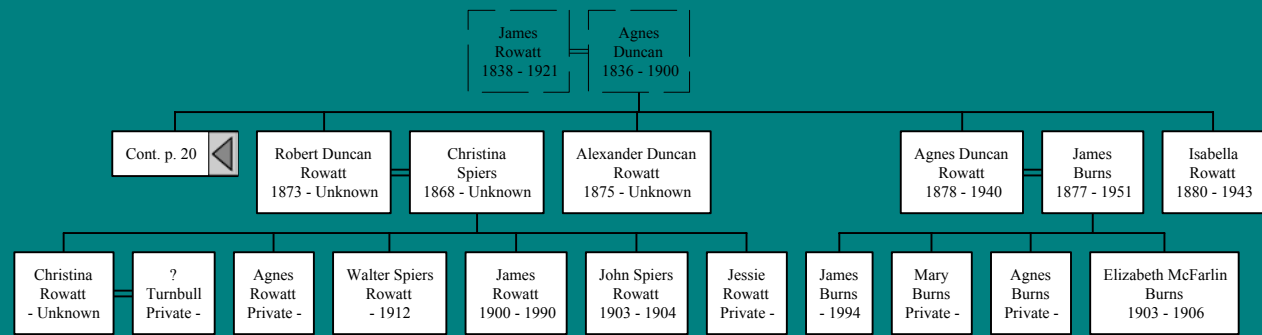 James
Rowatt
1838 - 1921
Agnes
Duncan
1836 - 1900
Cont. p. 20
Robert Duncan
Rowatt
1873 - Unknown
Christina
Spiers
1868 - Unknown
Alexander Duncan
Rowatt
1875 - Unknown
Agnes Duncan
Rowatt
1878 - 1940
James
Burns
1877 - 1951
Isabella
Rowatt
1880 - 1943
Christina
Rowatt
- Unknown
?
Turnbull
Private -
Agnes
Rowatt
Private -
Walter Spiers
Rowatt
- 1912
James
Rowatt
1900 - 1990
John Spiers
Rowatt
1903 - 1904
Jessie
Rowatt
Private -
James
Burns
- 1994
Mary
Burns
Private -
Agnes
Burns
Private -
Elizabeth McFarlin
Burns
1903 - 1906